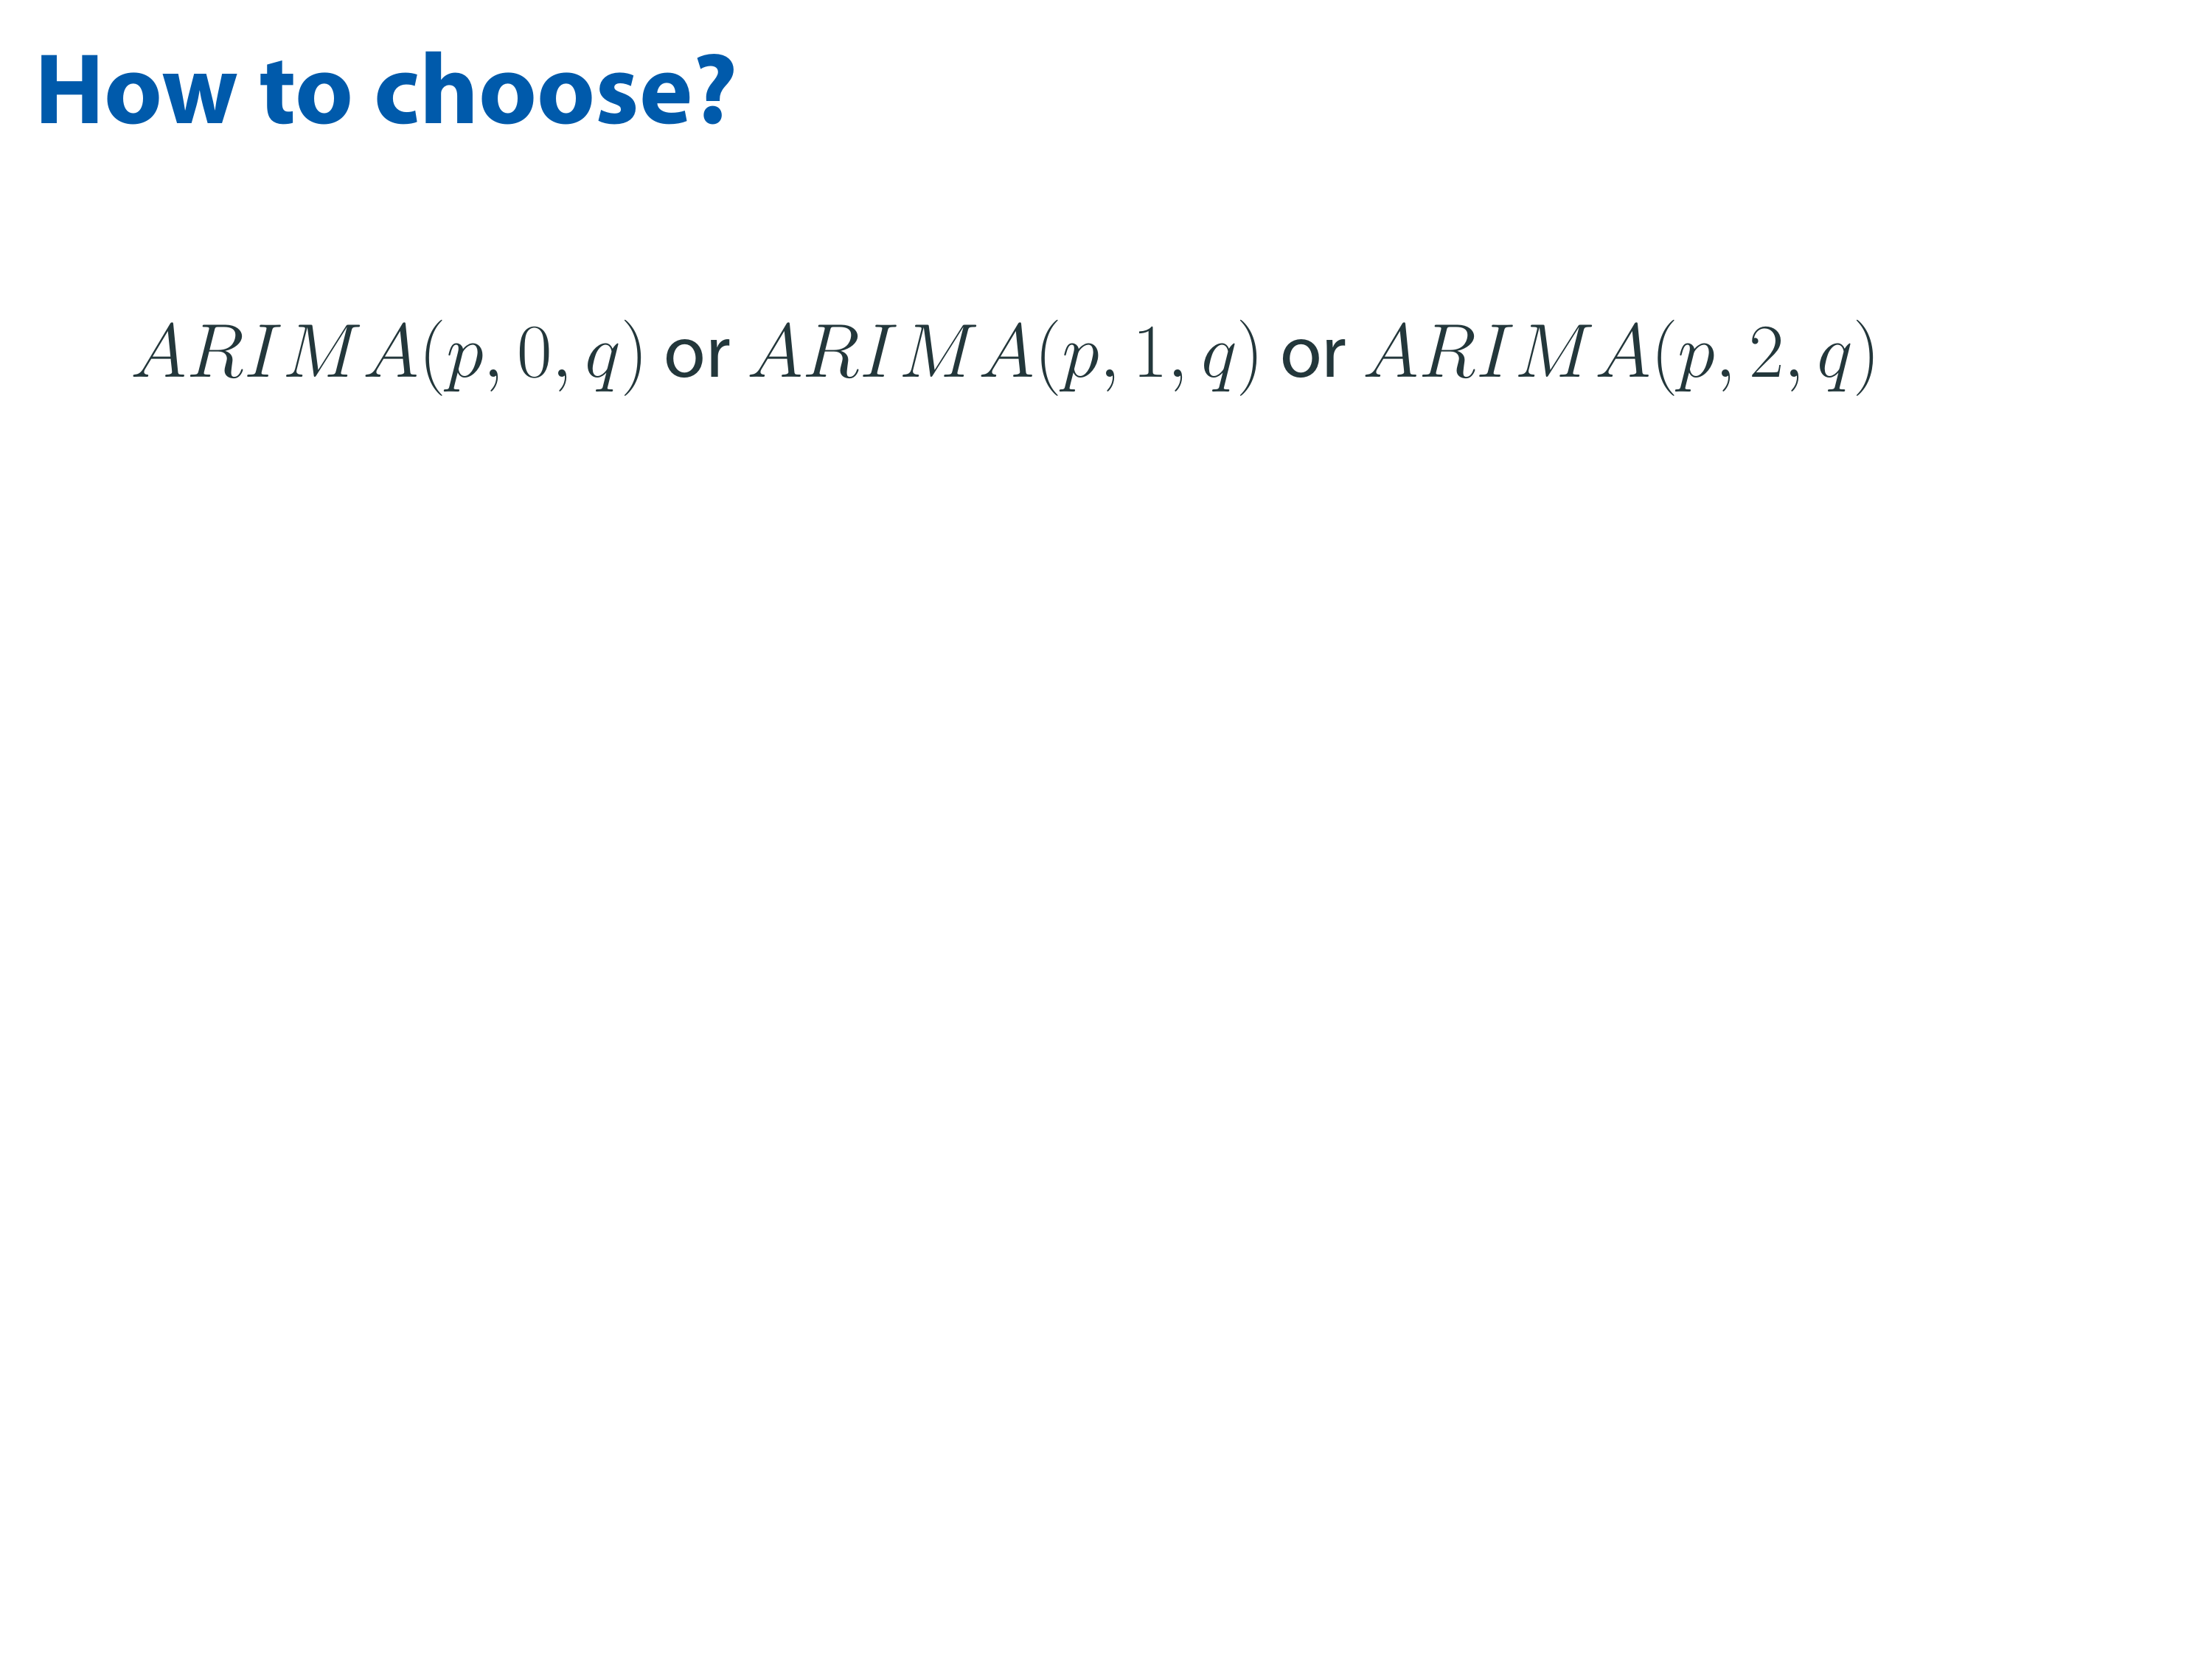 How to choose?
ARIMA(p, 0, q) or ARIMA(p, 1, q) or ARIMA(p, 2, q)